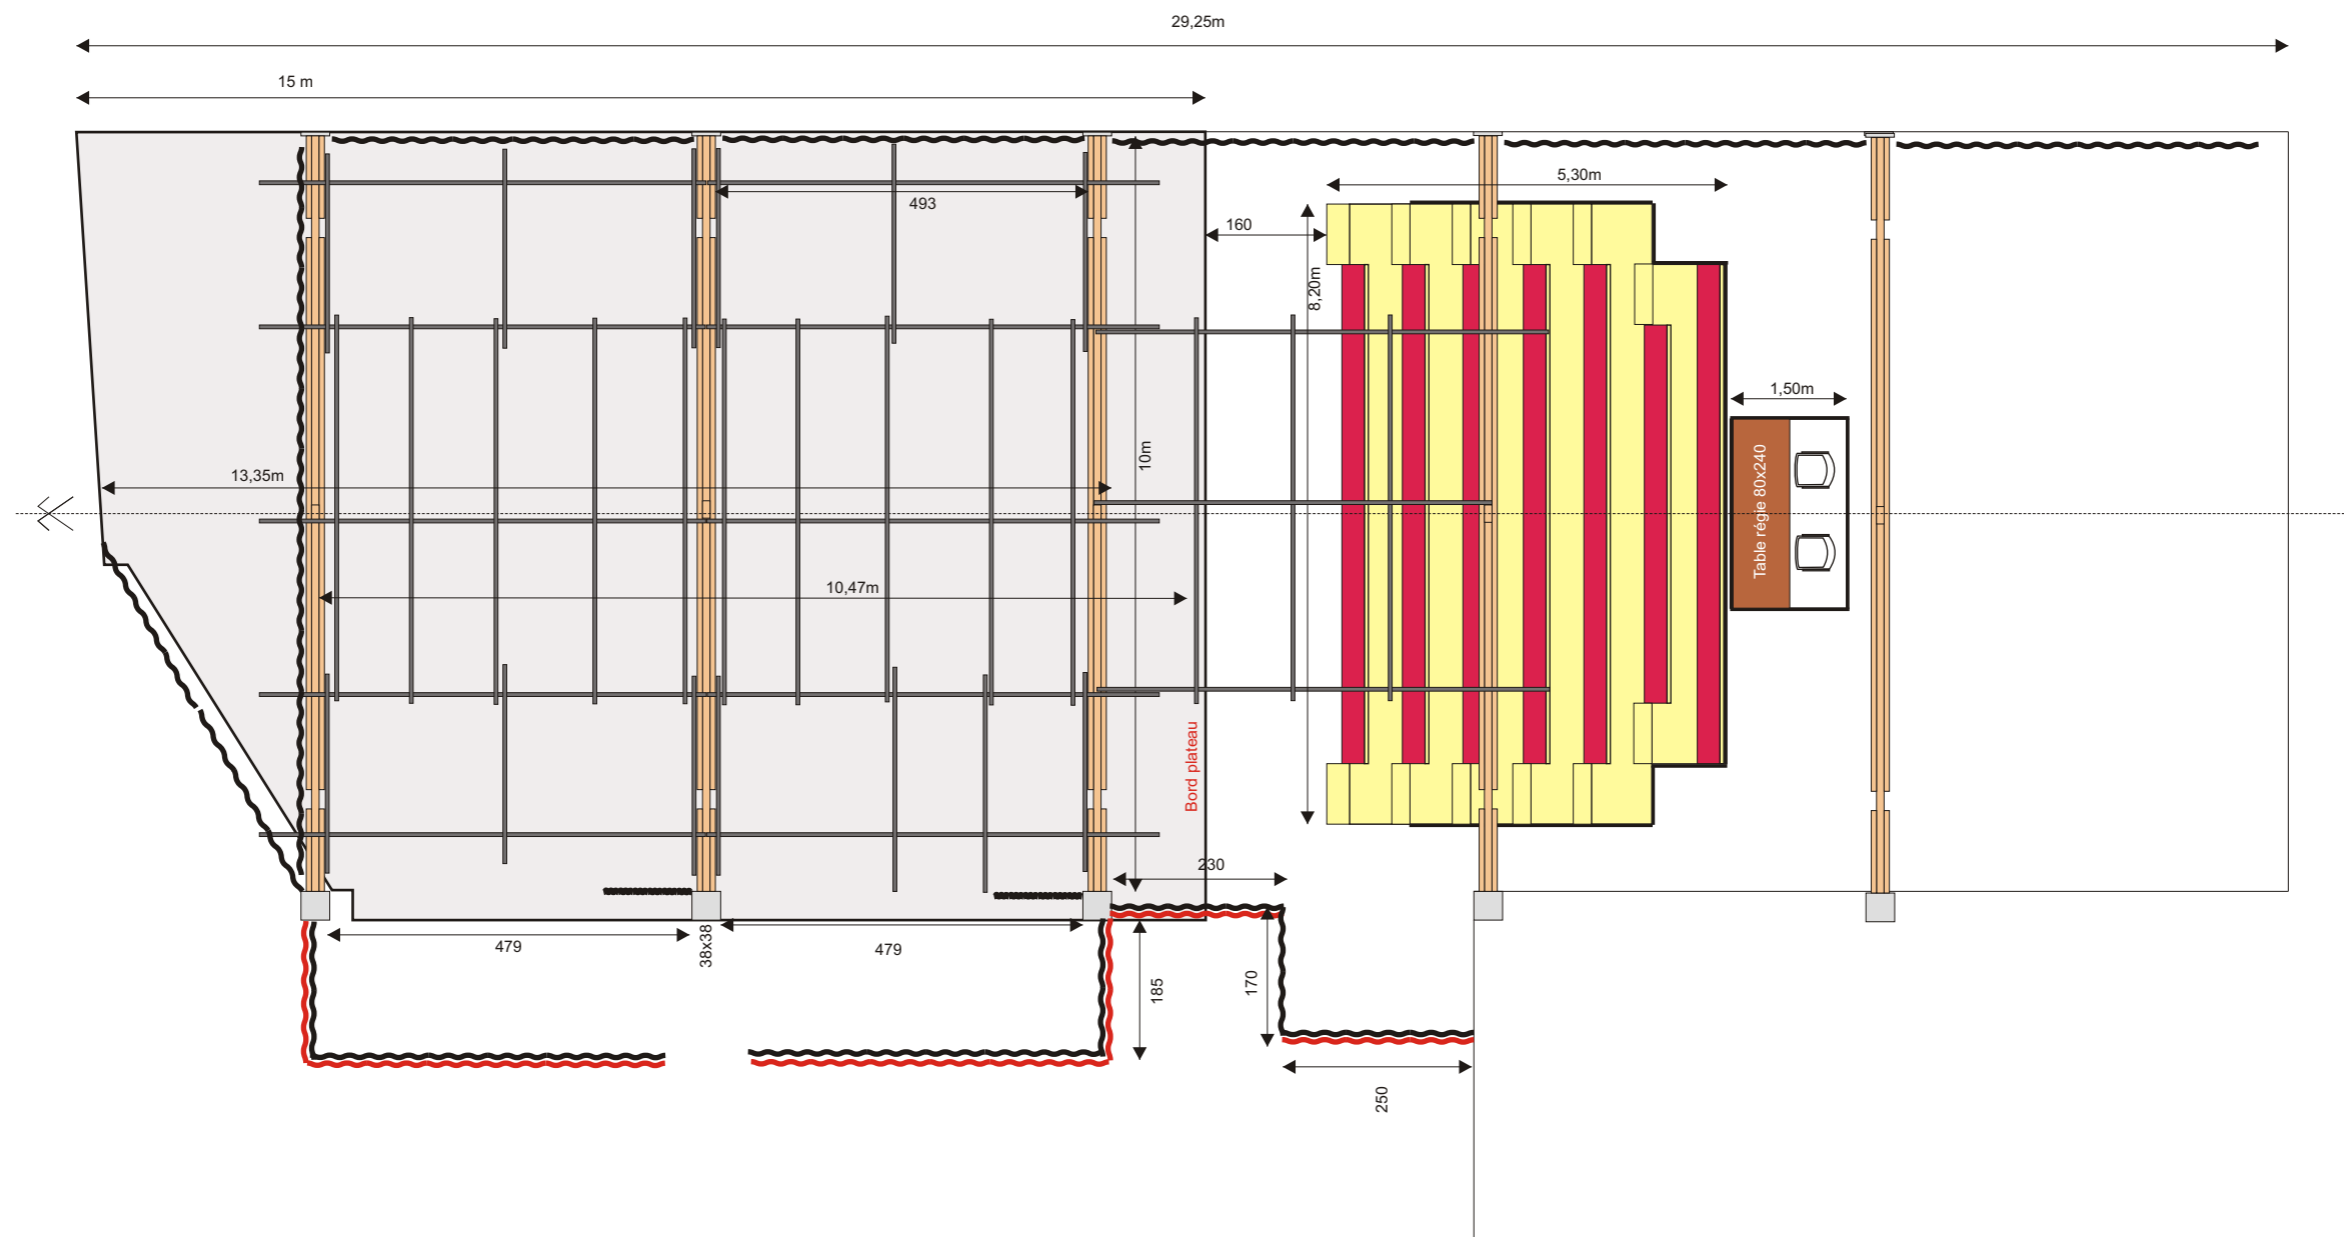 29,25m
15 m
5,30m
493
160
8,20m
1,50m
10m
13,35m
Table régie 80x240
10,47m
Bord plateau
230
479
38x38
479
185
170
250